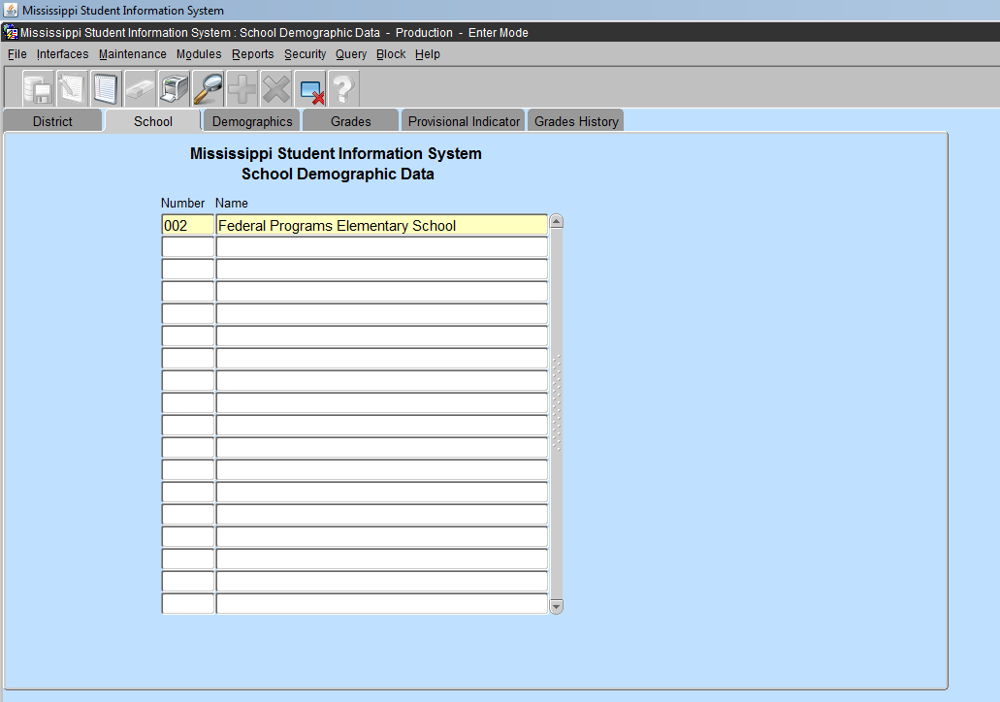 Mississippi Student Information System
Mississippi Student Information System : School Demographic Data - Production - Enter Mode
File Interfaces Maintenance Modules Reports Security Query Block Help
District School Demographics Grades Provisional Indicator Grades History
Mississippi Student Information System
School Demographic Data
Number Name
002 Federal Programs Elementary School